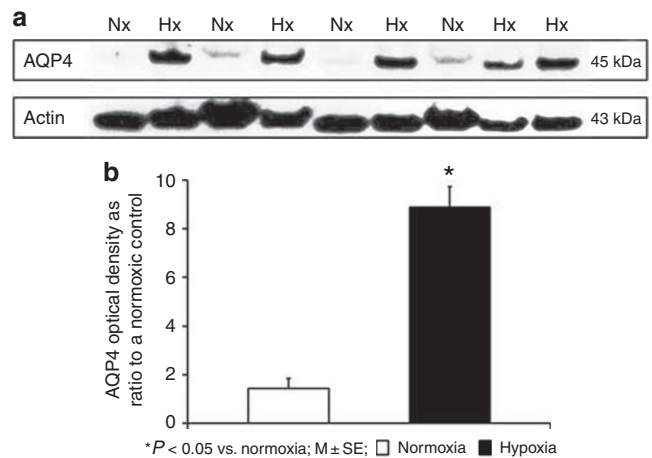 a
Nx Hx Nx Hx Nx Hx Nx Hx Hx
AQP4 45 kDa
Actin 43 kDa
b
AQP4 optical density as
ratio to a normoxic control
10
8
6
4
2
0
*
*P < 0.05 vs. normoxia; M ± SE; Normoxia Hypoxia